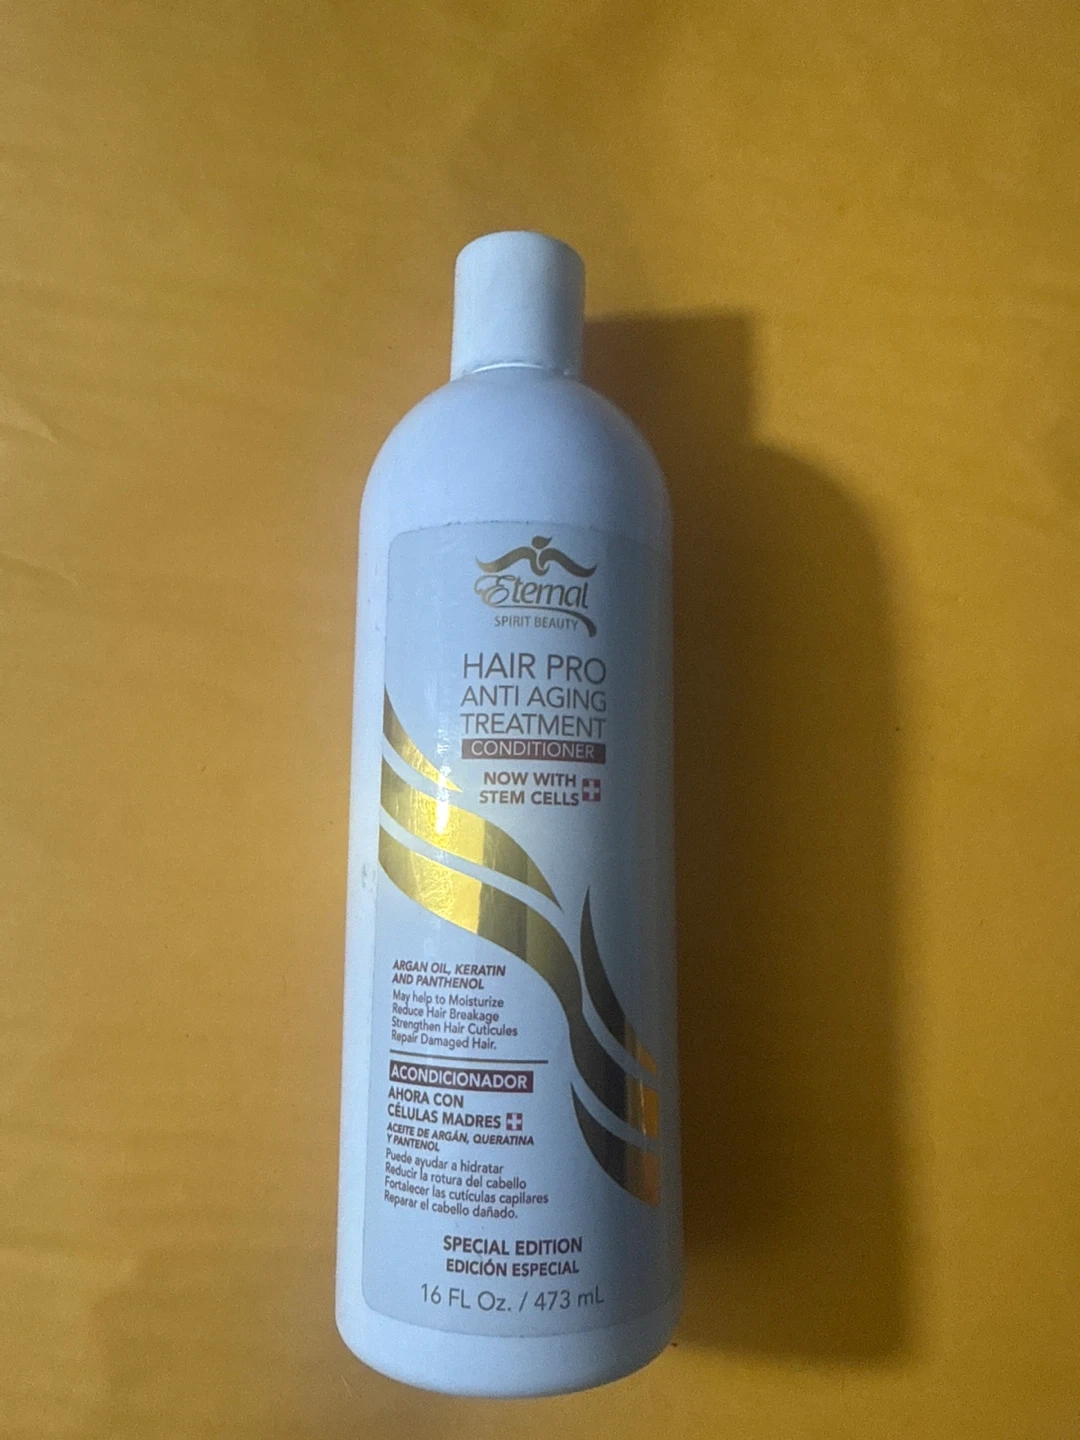 Eternal
SPIRIT BEAUTY
HAIR PRO
ANTI AGING
TREATMENT
CONDITIONER
NOW WITH
STEM CELLS
ARGAN OIL, KERATIN
AND PANTHENOL
May help to Moisturize
Reduce Hair Breakage
Strengthen Hair Cuticules
Repair Damaged Hair.
ACONDICIONADOR
AHORA CON
CÉLULAS MADRES
ACEITE DE ARGÁN, QUERATINA
Y PANTENOL
Puede ayudar a hidratar
Reducir la rotura del cabello
Fortalecer las cutículas capilares
Reparar el cabello dañado.
SPECIAL EDITION
EDICIÓN ESPECIAL
16 FL Oz. / 473 mL